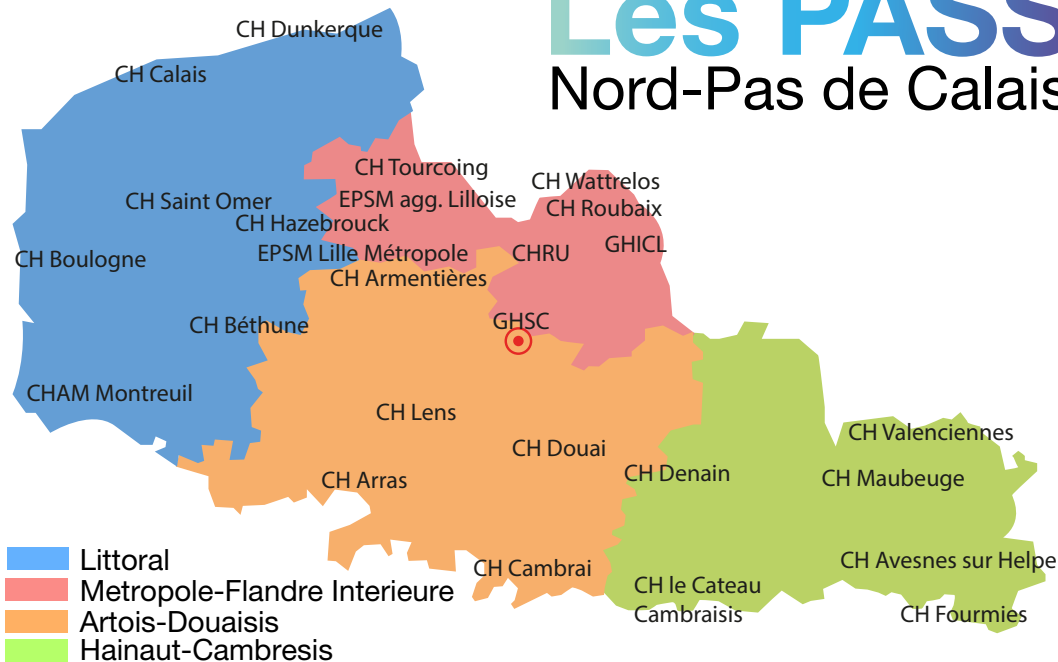 Les PASS
Nord-Pas de Calais
CH Dunkerque
CH Calais
CH Tourcoing
CH Wattrelos
EPSM agg. Lilloise
CH Saint Omer
CH Roubaix
CH Hazebrouck
GHICL
EPSM Lille Métropole
CHRU
CH Boulogne
CH Armentières
GHSC
CH Béthune
CHAM Montreuil
CH Lens
CH Valenciennes
CH Douai
CH Denain
CH Arras
CH Maubeuge
CH Avesnes sur Helpe
CH Cambrai
CH le Cateau
Cambraisis
CH Fourmies
Littoral
Metropole-Flandre Interieure
Artois-Douaisis
Hainaut-Cambresis